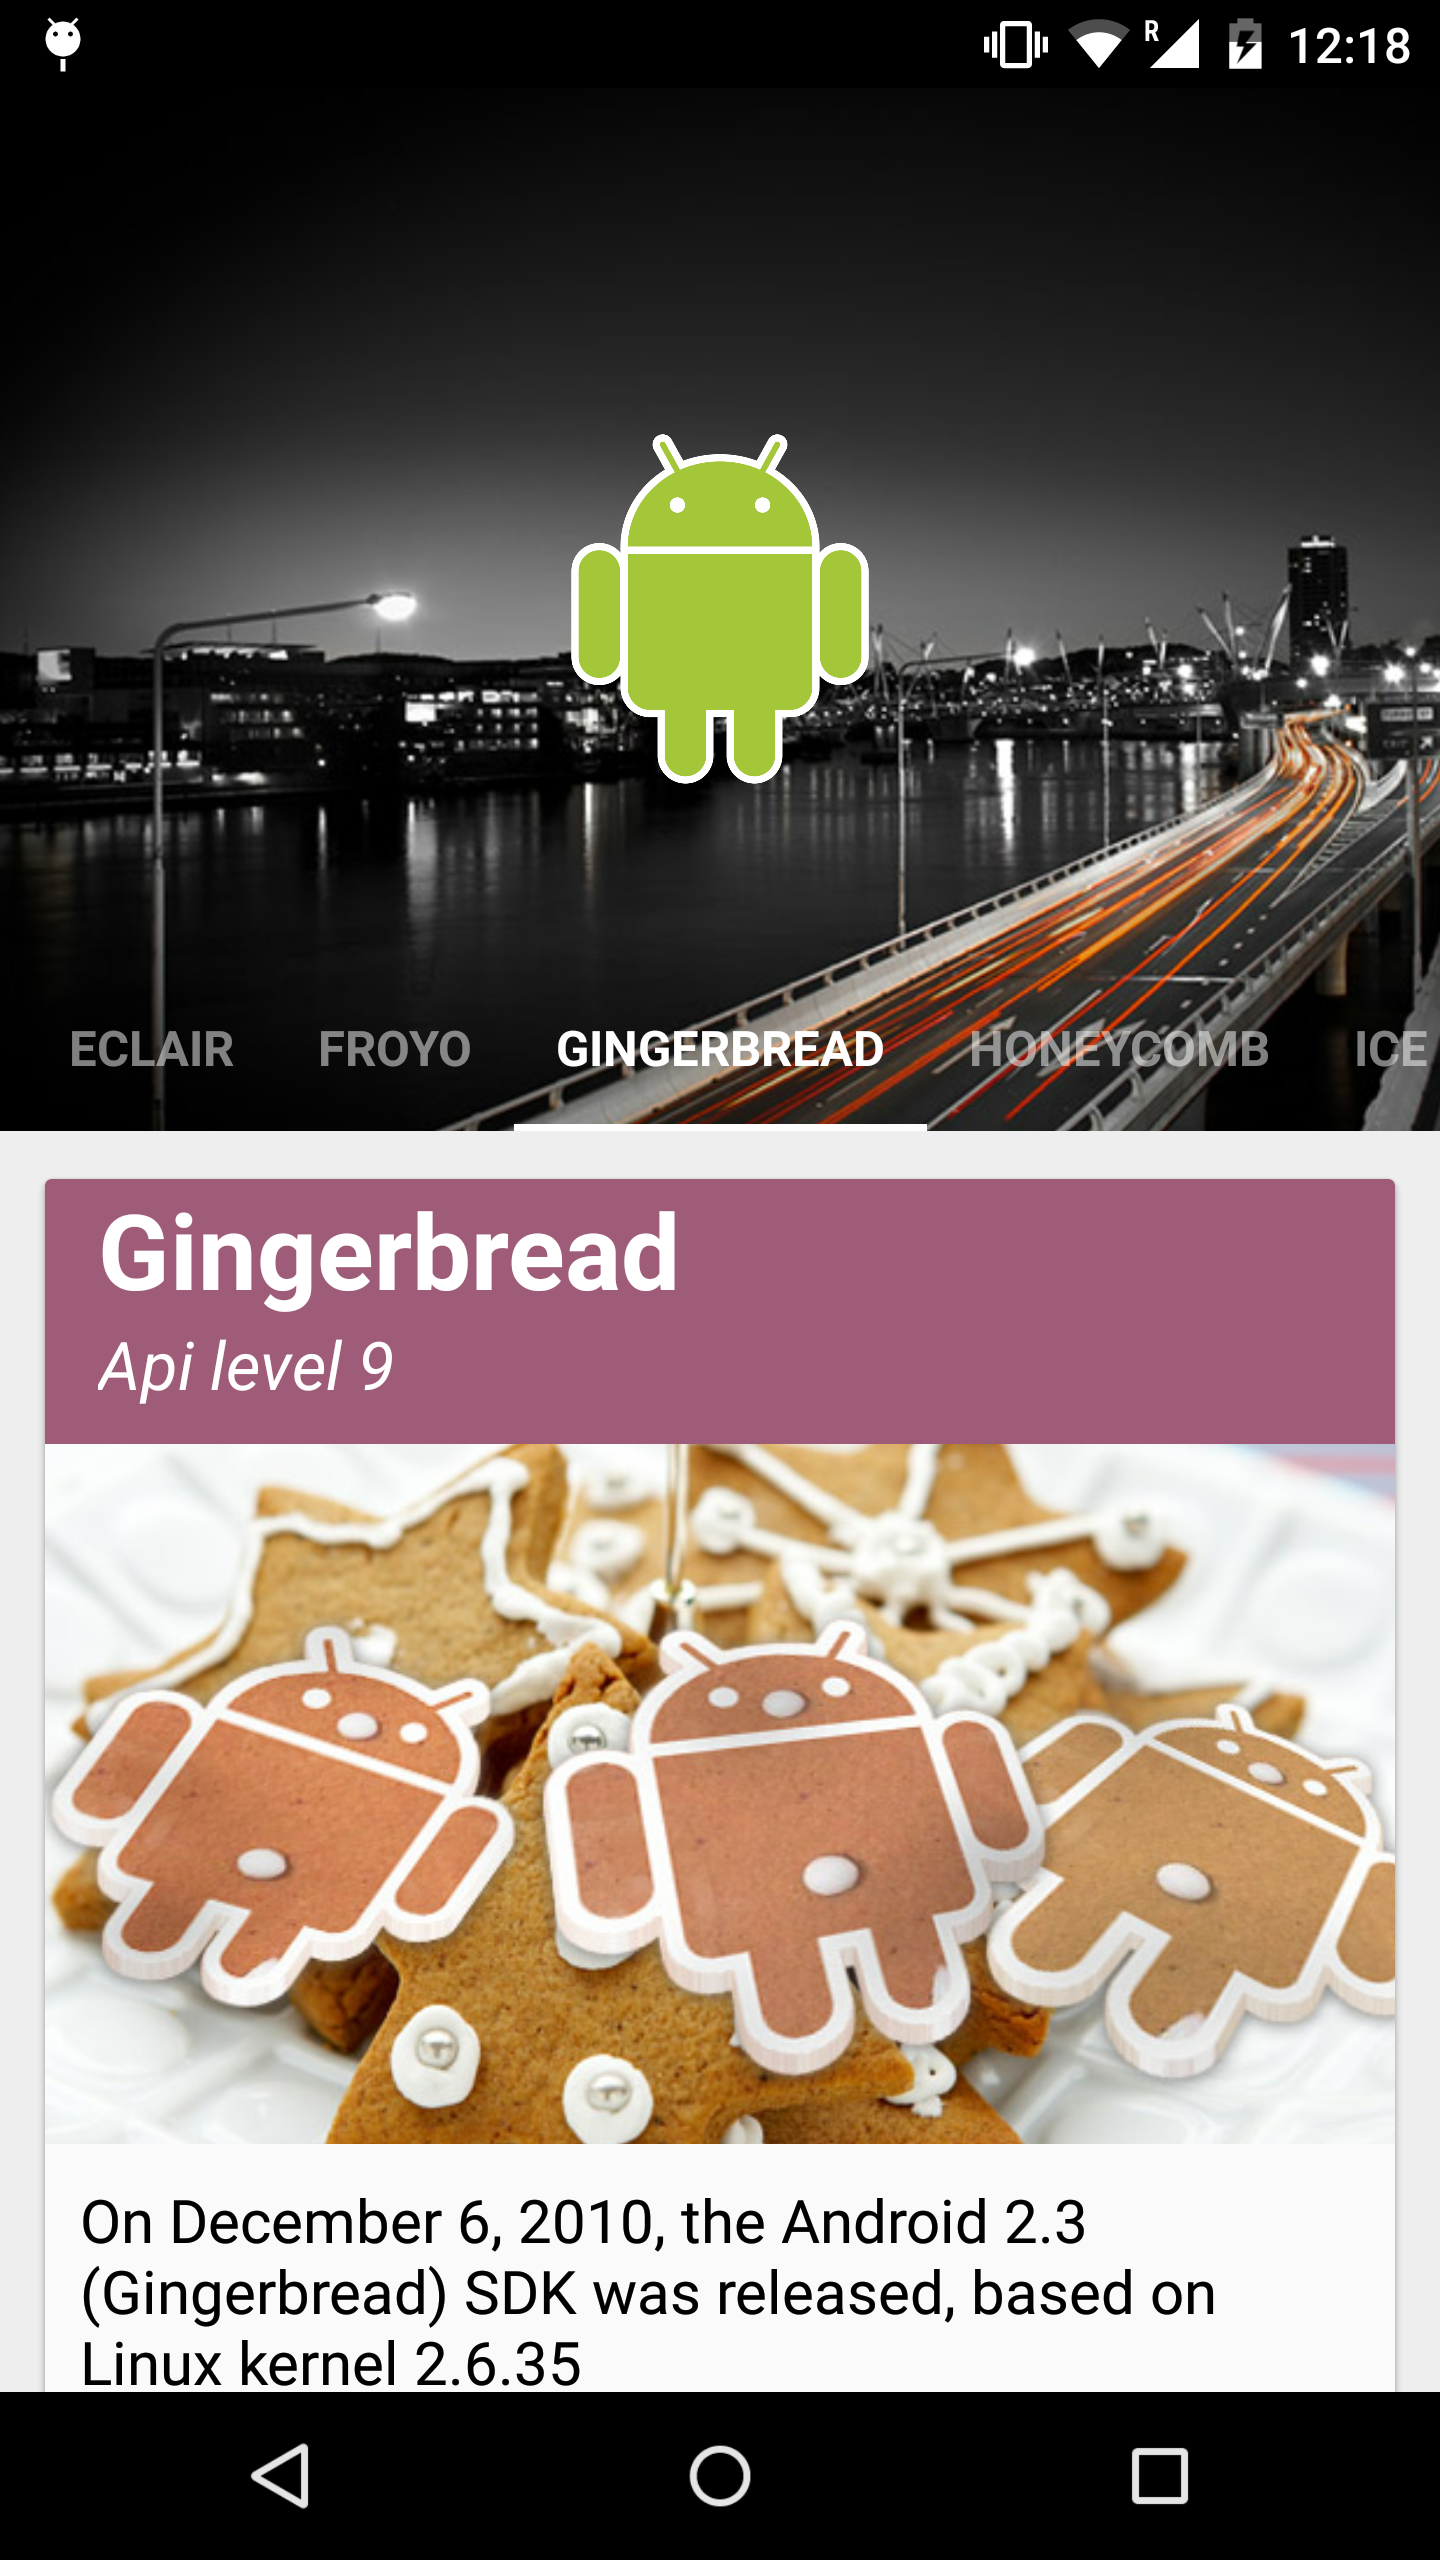 R 12:18
ECLAIR FROYO GINGERBREAD HONEYCOMB ICE
Gingerbread
Api level 9
On December 6, 2010, the Android 2.3
(Gingerbread) SDK was released, based on
Linux kernel 2.6.35